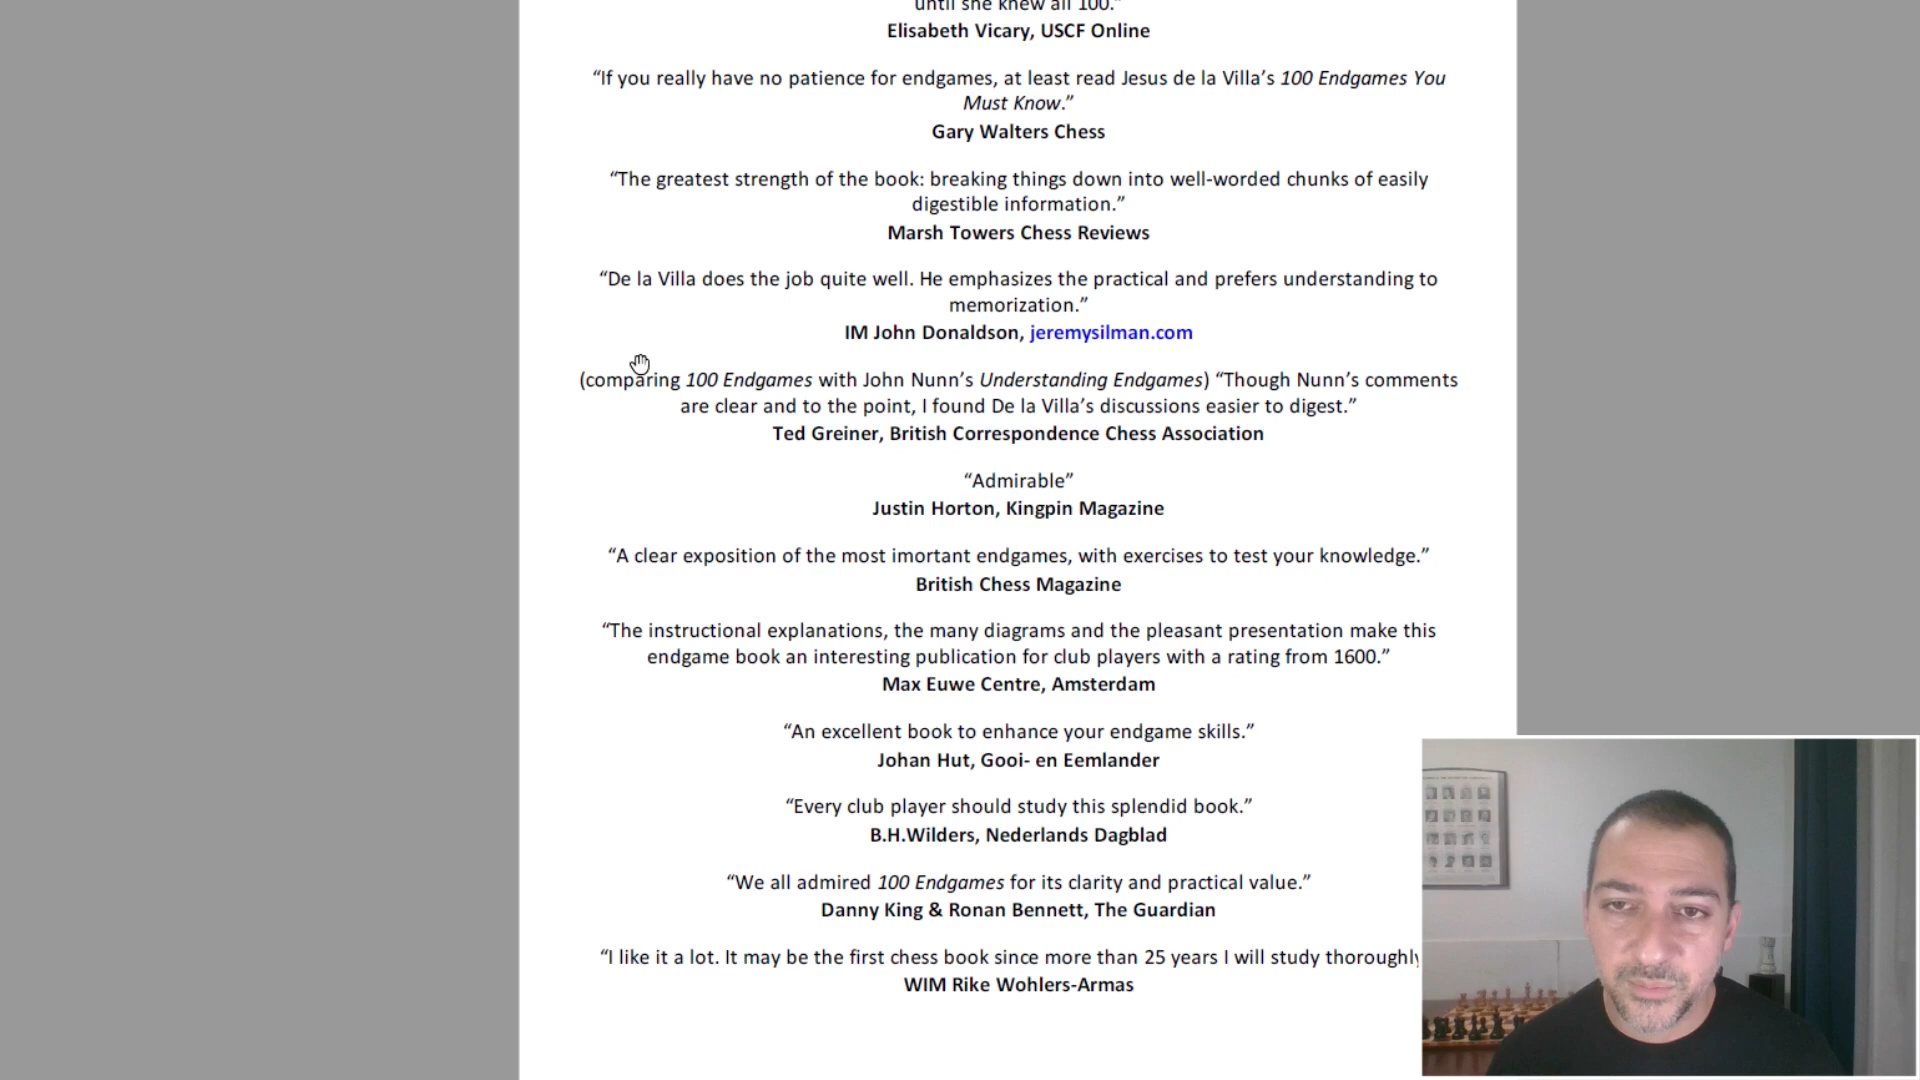 until she knew all 100.”
Elisabeth Vicary, USCF Online
“If you really have no patience for endgames, at least read Jesus de la Villa’s 100 Endgames You
Must Know.”
Gary Walters Chess
“The greatest strength of the book: breaking things down into well-worded chunks of easily
digestible information.”
Marsh Towers Chess Reviews
“De la Villa does the job quite well. He emphasizes the practical and prefers understanding to
memorization.”
IM John Donaldson, jeremysilman.com
(comparing 100 Endgames with John Nunn’s Understanding Endgames) “Though Nunn’s comments
are clear and to the point, I found De la Villa’s discussions easier to digest.”
Ted Greiner, British Correspondence Chess Association
“Admirable”
Justin Horton, Kingpin Magazine
“A clear exposition of the most imortant endgames, with exercises to test your knowledge.”
British Chess Magazine
“The instructional explanations, the many diagrams and the pleasant presentation make this
endgame book an interesting publication for club players with a rating from 1600.”
Max Euwe Centre, Amsterdam
“An excellent book to enhance your endgame skills.”
Johan Hut, Gooi- en Eemlander
“Every club player should study this splendid book.”
B.H.Wilders, Nederlands Dagblad
“We all admired 100 Endgames for its clarity and practical value.”
Danny King & Ronan Bennett, The Guardian
“I like it a lot. It may be the first chess book since more than 25 years I will study thoroughly
WIM Rike Wohlers-Armas